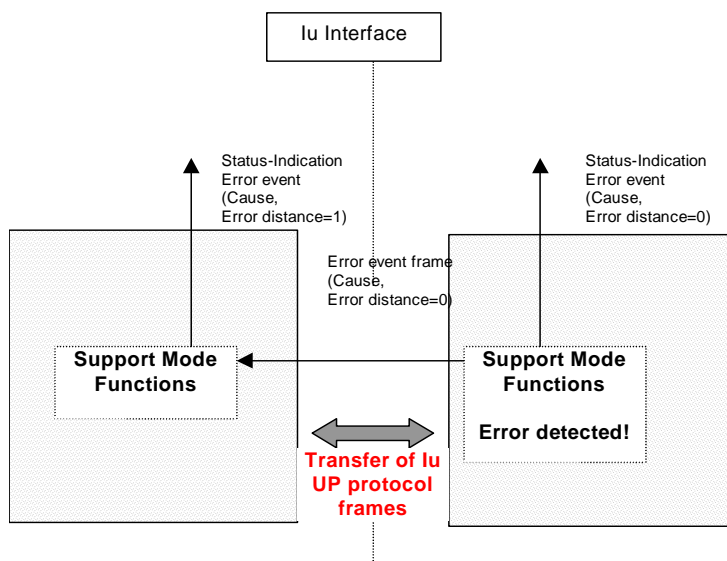 Iu Interface
Status-Indication
Error event
(Cause,
Error distance=1)
Status-Indication
Error event
(Cause,
Error distance=0)
Error event frame
(Cause,
Error distance=0)
Support Mode
Functions
Support Mode
Functions
Error detected!
Transfer of Iu
UP protocol
frames